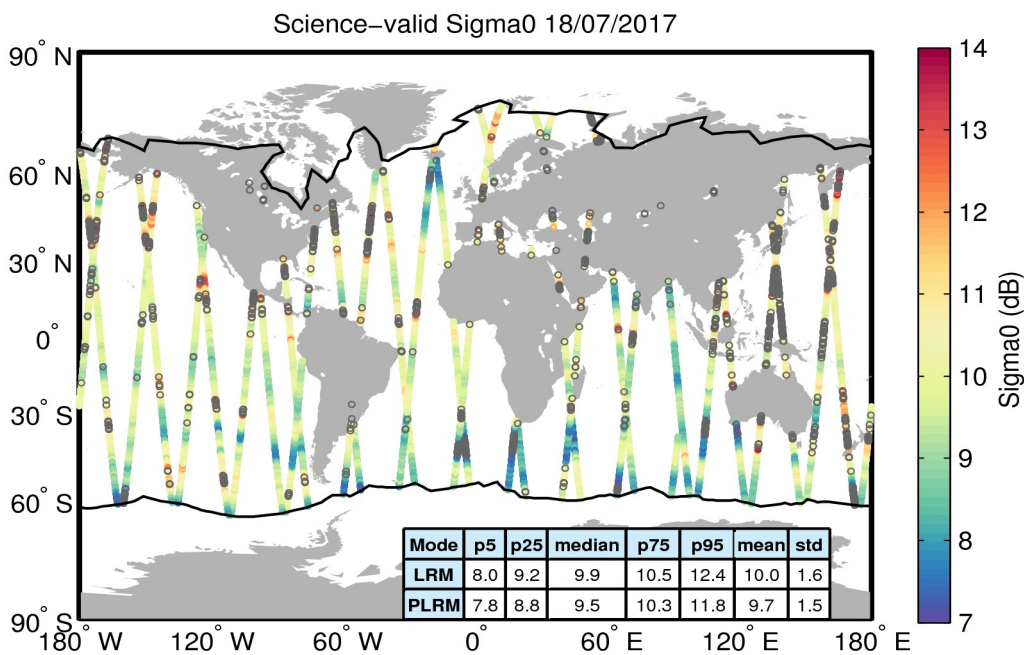 Science−valid Sigma0 18/07/2017
90° N
60° N
30° N
0°
30° S
60° S
90° S
180° W
120° W
60° W
0°
60° E
120° E
180° E
14
13
12
11
10
9
8
7
Sigma0 (dB)
Mode p5 p25 median p75 p95 mean std
LRM 8.0 9.2 9.9 10.5 12.4 10.0 1.6
PLRM 7.8 8.8 9.5 10.3 11.8 9.7 1.5